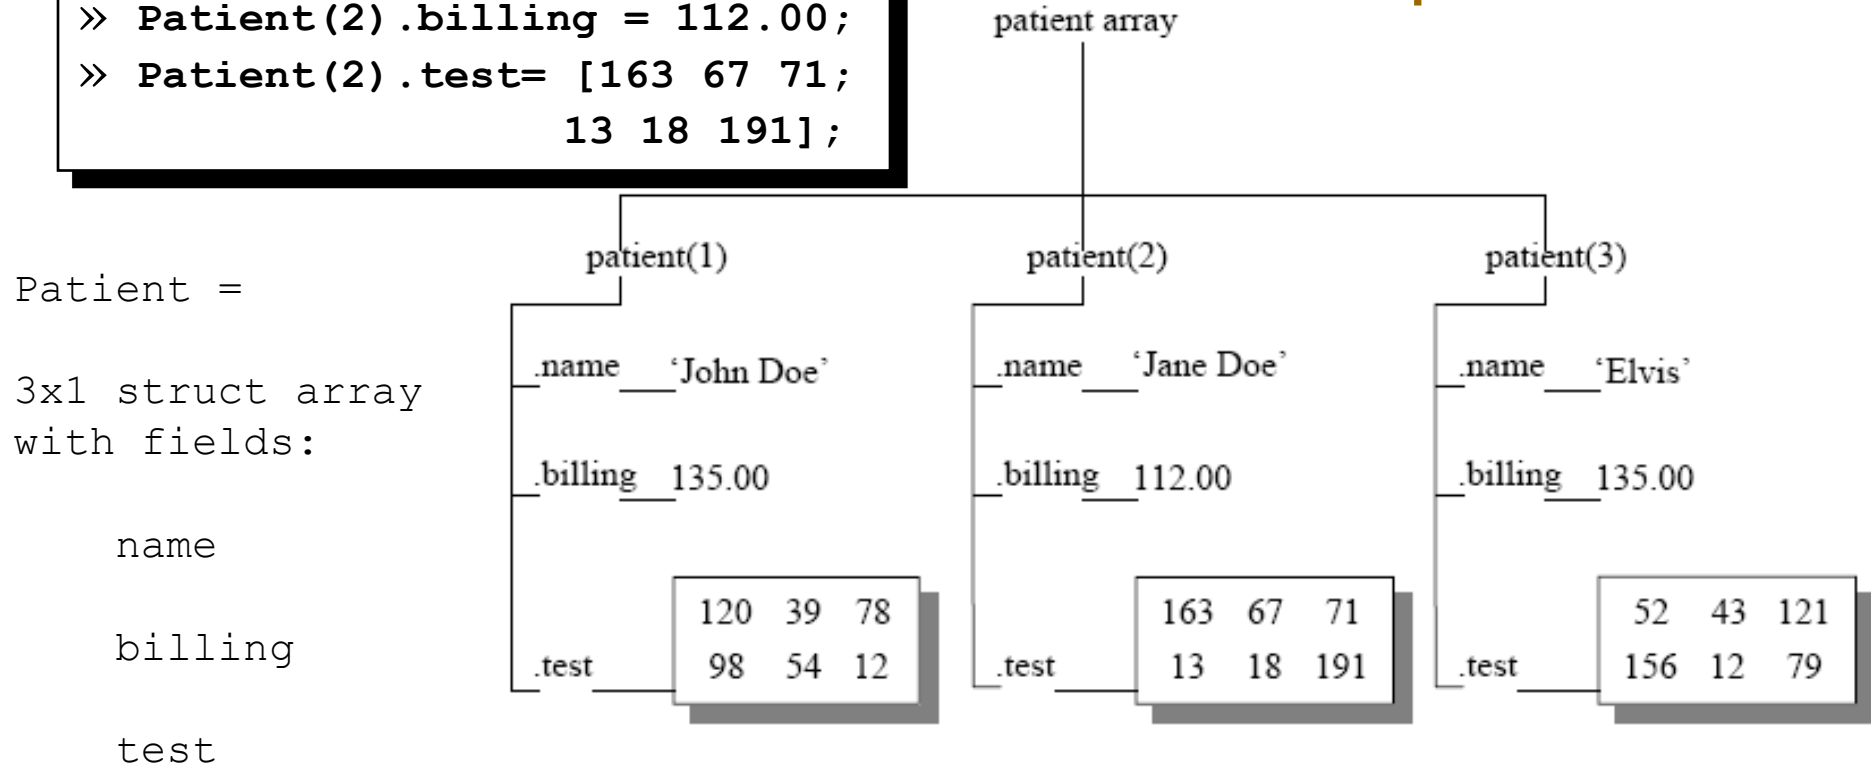 » Patient(2).billing = 112.00;
» Patient(2).test= [163 67 71;
13 18 191];
Patient =
3x1 struct array
with fields:
name
billing
test
patient array
patient(1) patient(2) patient(3)
.name ‘John Doe’ .name ‘Jane Doe’ .name ‘Elvis’
.billing 135.00 .billing 112.00 .billing 135.00
120 39 78 163 67 71 52 43 121
.test 98 54 12 .test 13 18 191 .test 156 12 79